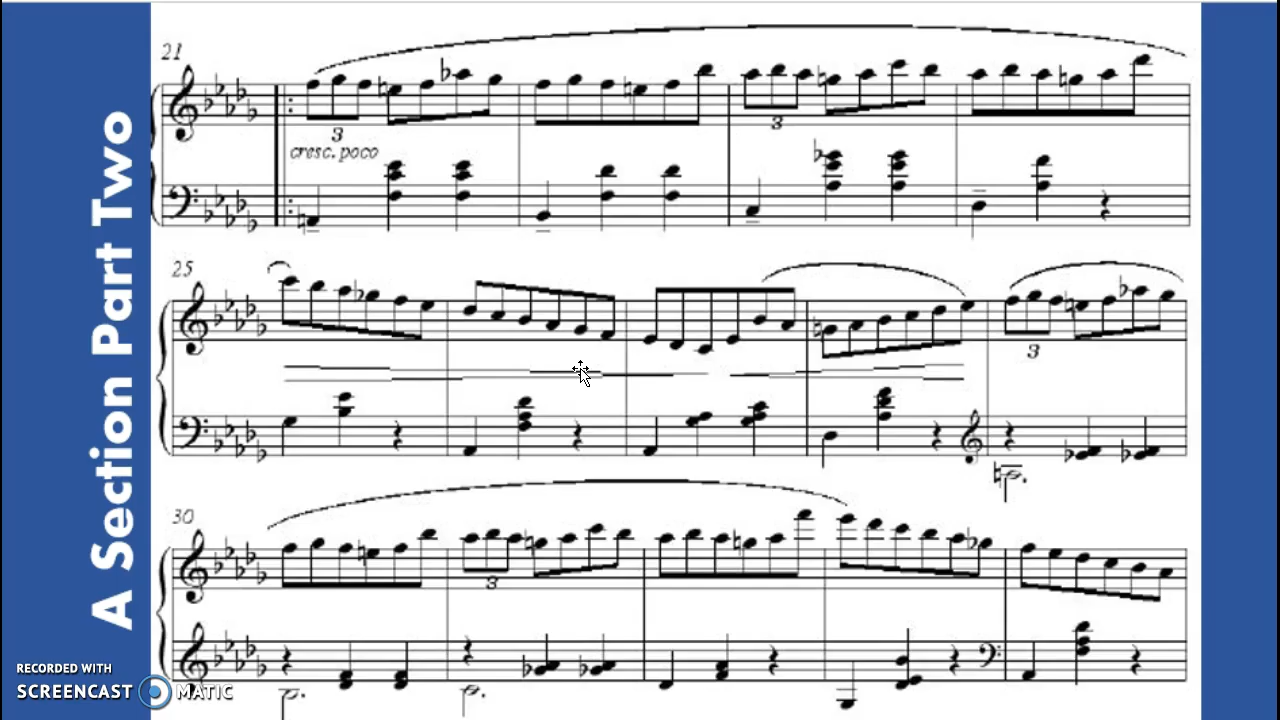 A Section Part Two
21
3
3
cresc. poco
25
3
30
3
RECORDED WITH
SCREENCAST MATIC